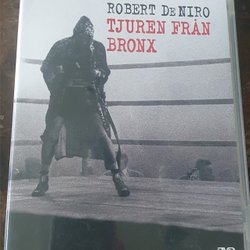 ROBERT DE NIRO
TJUREN FRÅN
BRONX